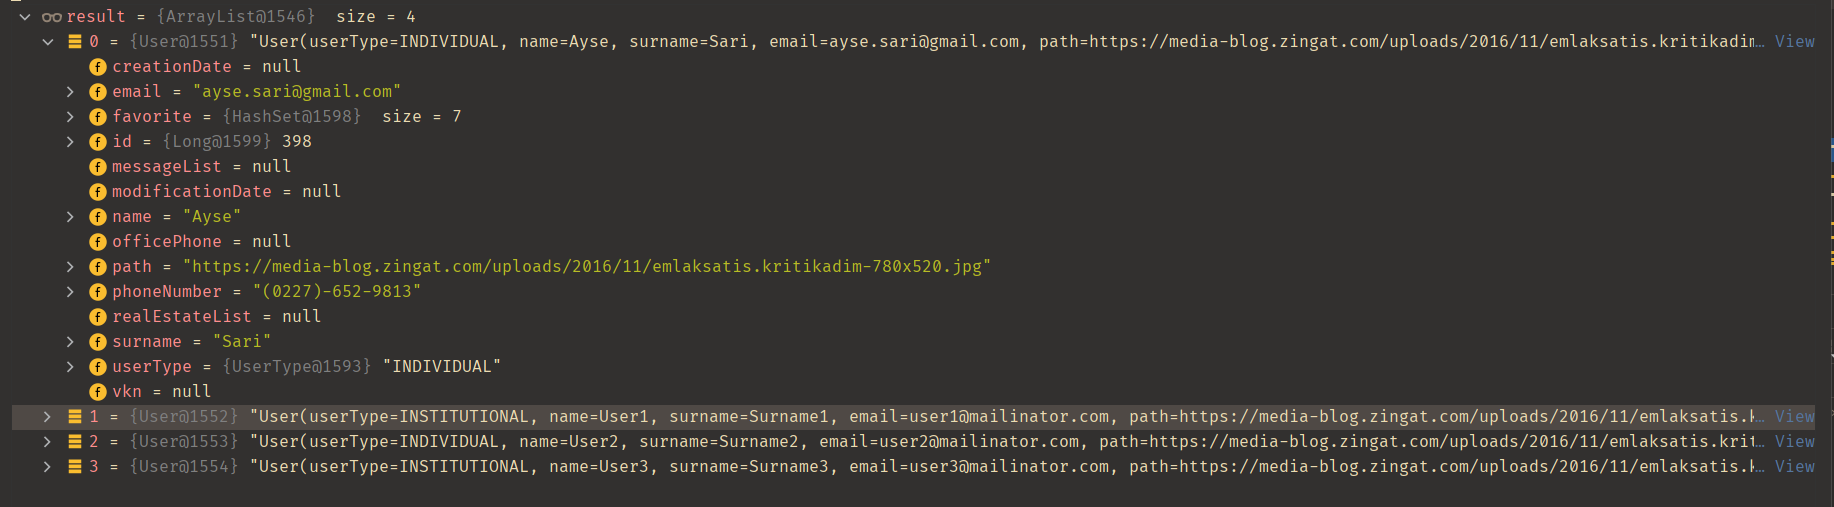 result = {ArrayList@1546} size = 4
0 = {User@1551} "User(userType=INDIVIDUAL, name=Ayse, surname=Sari, email=ayse.sari@gmail.com, path=https://media-blog.zingat.com/uploads/2016/11/emlaksatis.kritikadim… View
f creationDate = null
f email = "ayse.sari@gmail.com"
f favorite = {HashSet@1598} size = 7
f id = {Long@1599} 398
f messageList = null
f modificationDate = null
f name = "Ayse"
f officePhone = null
f path = "https://media-blog.zingat.com/uploads/2016/11/emlaksatis.kritikadim-780x520.jpg"
f phoneNumber = "(0227)-652-9813"
f realEstateList = null
f surname = "Sari"
f userType = {UserType@1593} "INDIVIDUAL"
f vkn = null
1 = {User@1552} "User(userType=INSTITUTIONAL, name=User1, surname=Surname1, email=user1@mailinator.com, path=https://media-blog.zingat.com/uploads/2016/11/emlaksatis.k… View
2 = {User@1553} "User(userType=INDIVIDUAL, name=User2, surname=Surname2, email=user2@mailinator.com, path=https://media-blog.zingat.com/uploads/2016/11/emlaksatis.krit… View
3 = {User@1554} "User(userType=INSTITUTIONAL, name=User3, surname=Surname3, email=user3@mailinator.com, path=https://media-blog.zingat.com/uploads/2016/11/emlaksatis.k… View